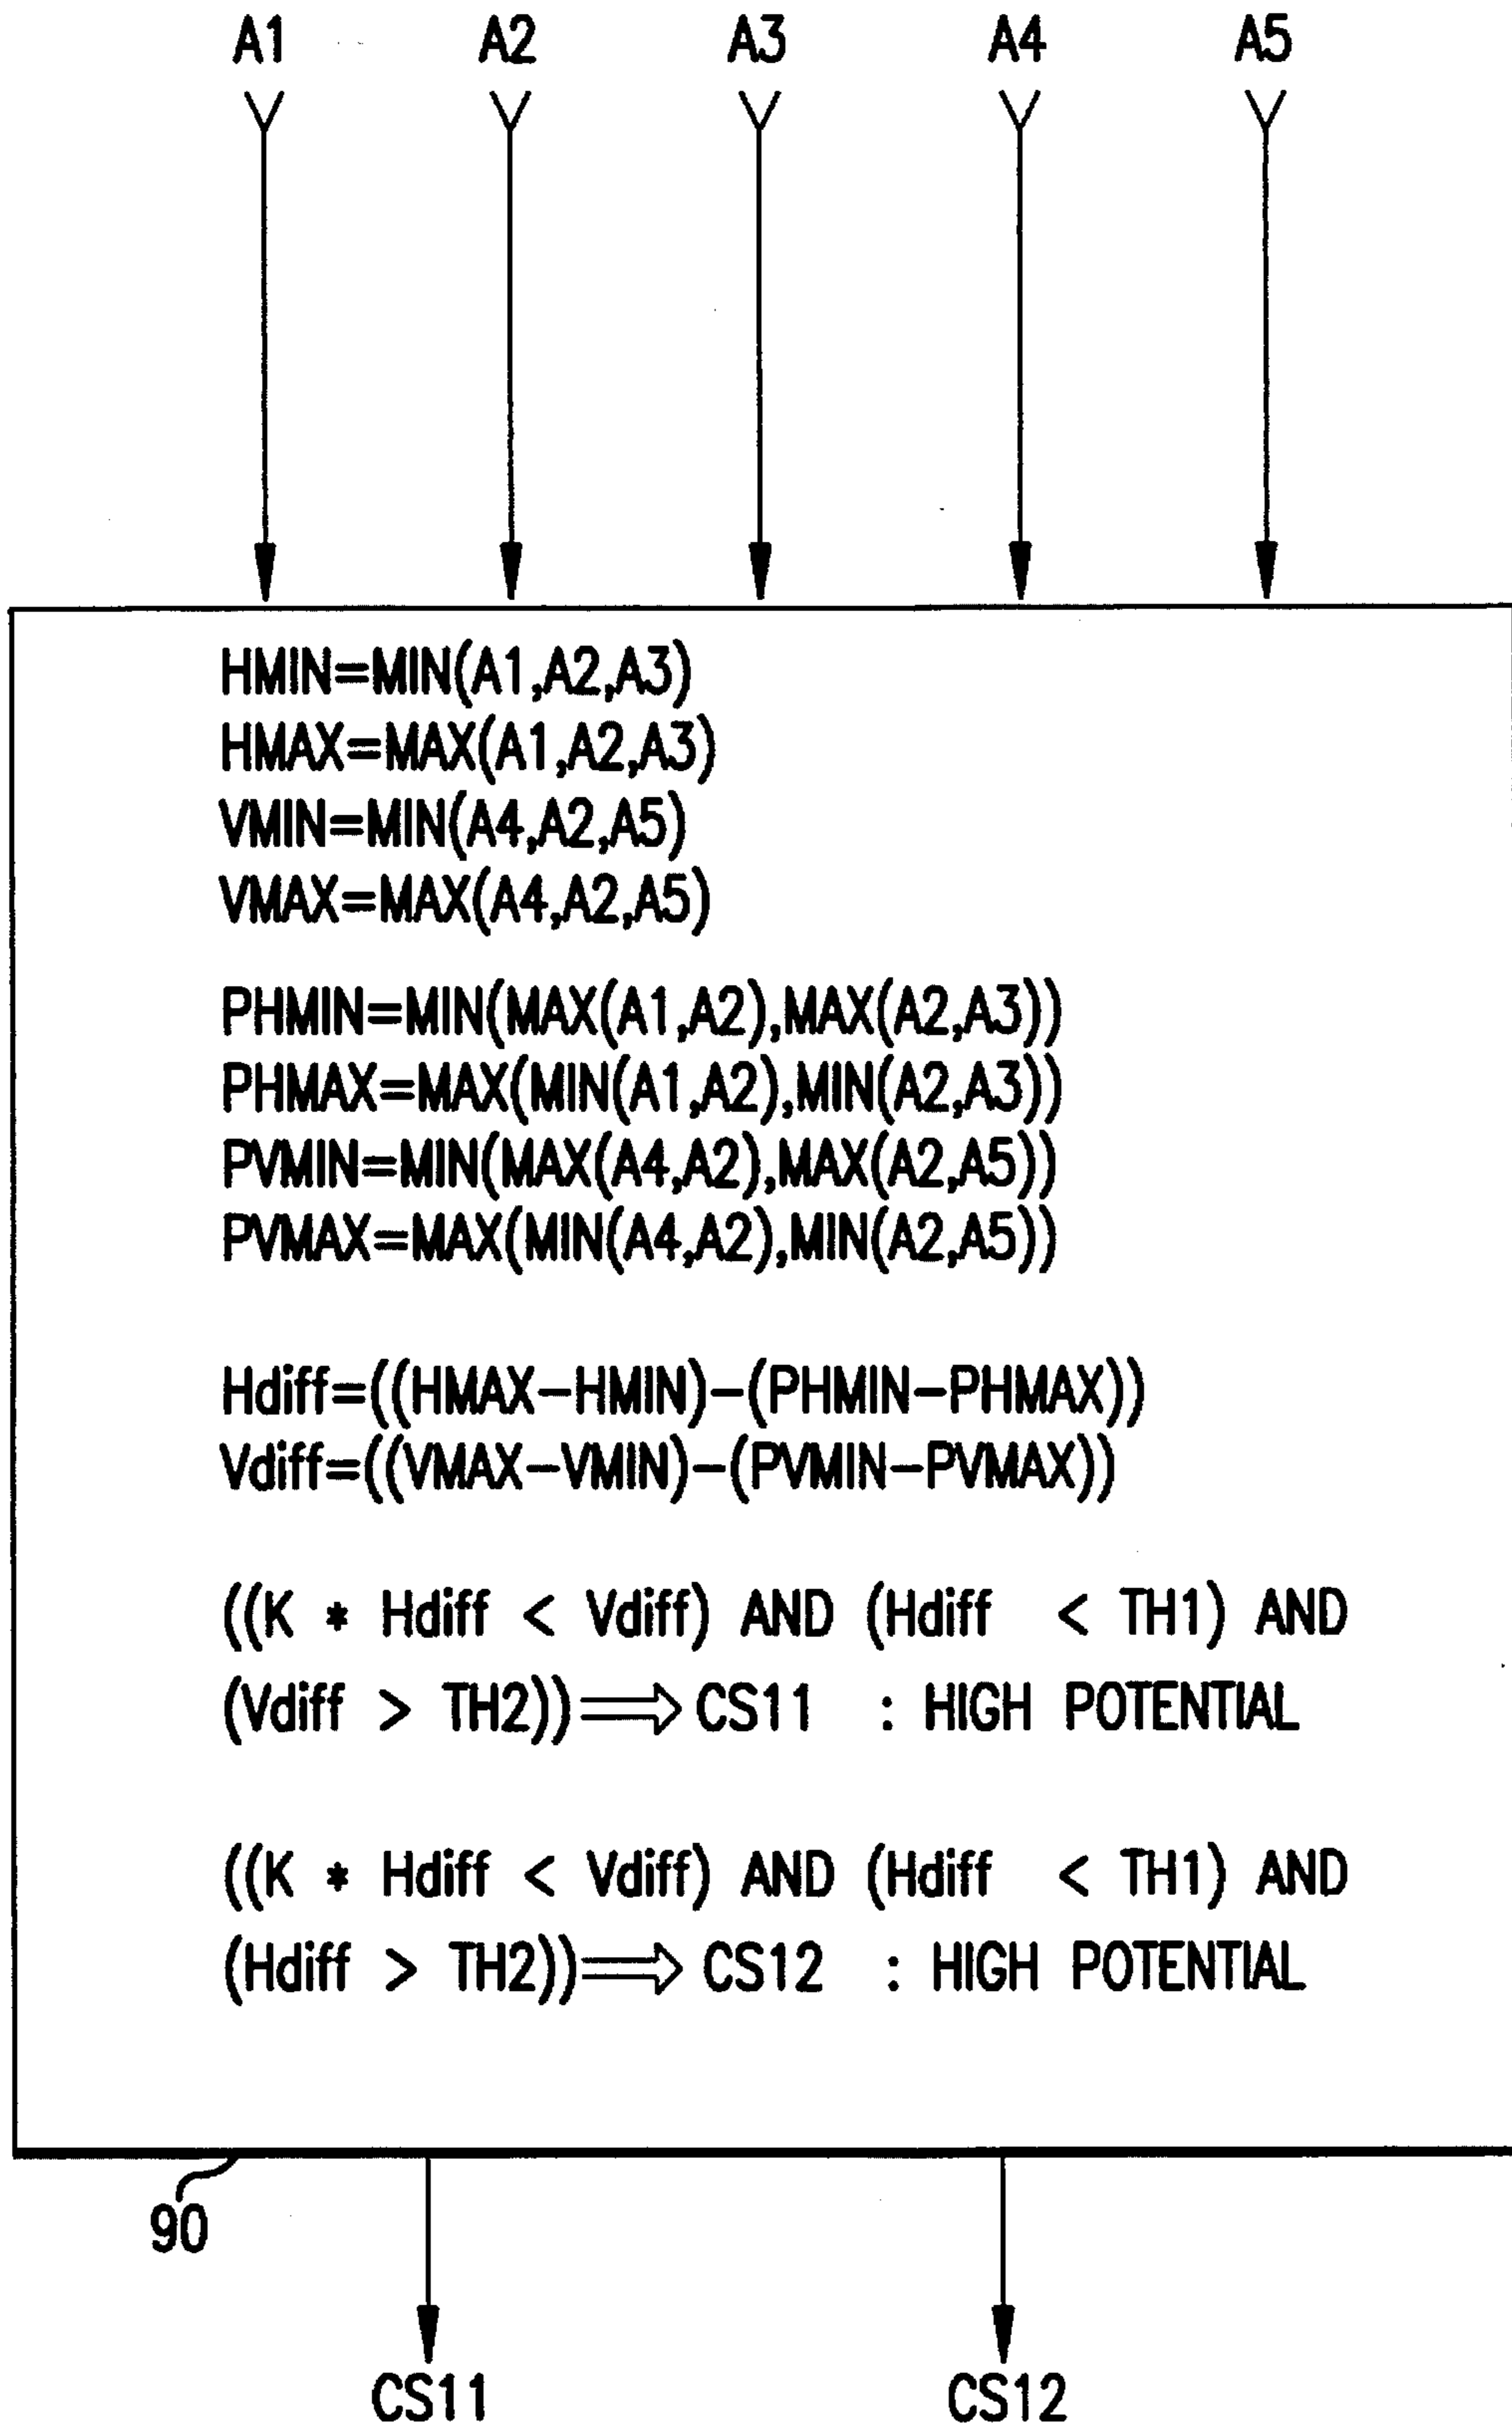 A1 A2 A3 A4 A5
HMIN=MIN(A1,A2,A3)
HMAX=MAX(A1,A2,A3)
VMIN=MIN(A4,A2,A5)
VMAX=MAX(A4,A2,A5)
PHMIN=MIN(MAX(A1,A2),MAX(A2,A3))
PHMAX=MAX(MIN(A1,A2),MIN(A2,A3))
PVMIN=MIN(MAX(A4,A2),MAX(A2,A5))
PVMAX=MAX(MIN(A4,A2),MIN(A2,A5))
Hdiff=((HMAX-HMIN)-(PHMIN-PHMAX))
Vdiff=((VMAX-VMIN)-(PVMIN-PVMAX))
((K * Hdiff < Vdiff) AND (Hdiff < TH1) AND
(Vdiff > TH2))⟹CS11 : HIGH POTENTIAL
((K * Hdiff < Vdiff) AND (Hdiff < TH1) AND
(Hdiff > TH2))⟹CS12 : HIGH POTENTIAL
90
CS11 CS12